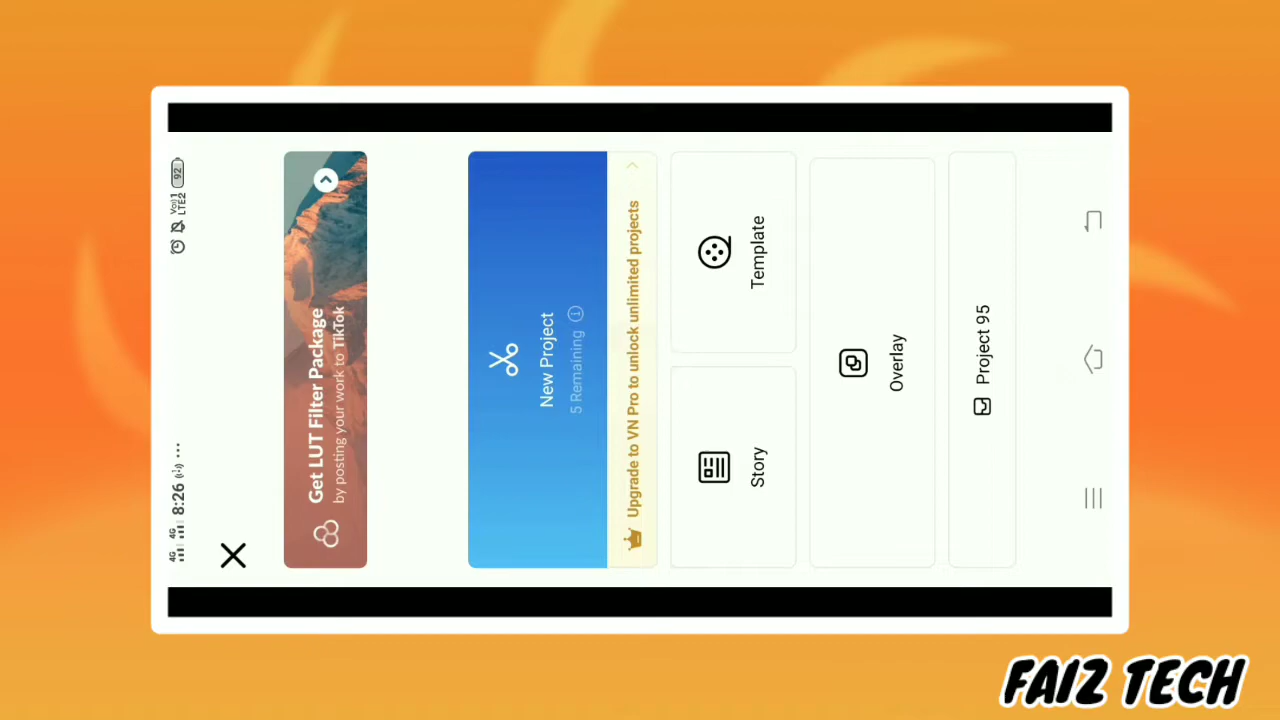 8:26
4G
4G
Vo) 1
LTE2
92
Get LUT Filter Package
by posting your work to TikTok
New Project
5 Remaining
Upgrade to VN Pro to unlock unlimited projects
Story
Template
Overlay
Project 95
FAIZ TECH